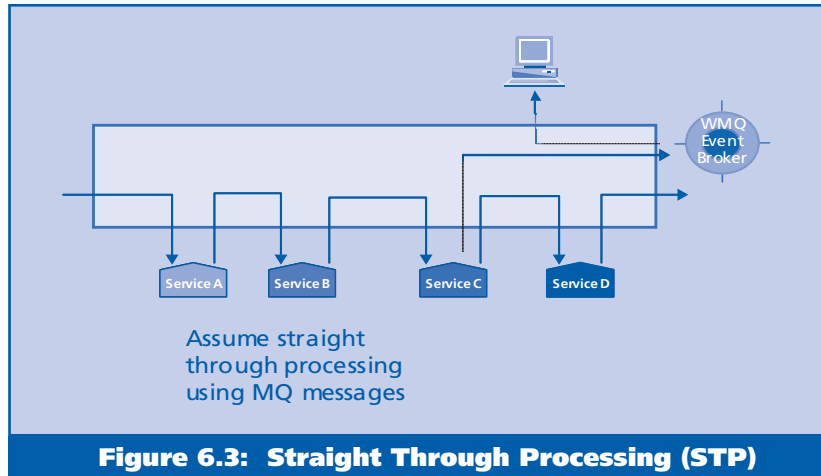 WMQ
Event
Broker
Service A
Service B
Service C
Service D
Assume straight
through processing
using MQ messages
Figure 6.3: Straight Through Processing (STP)